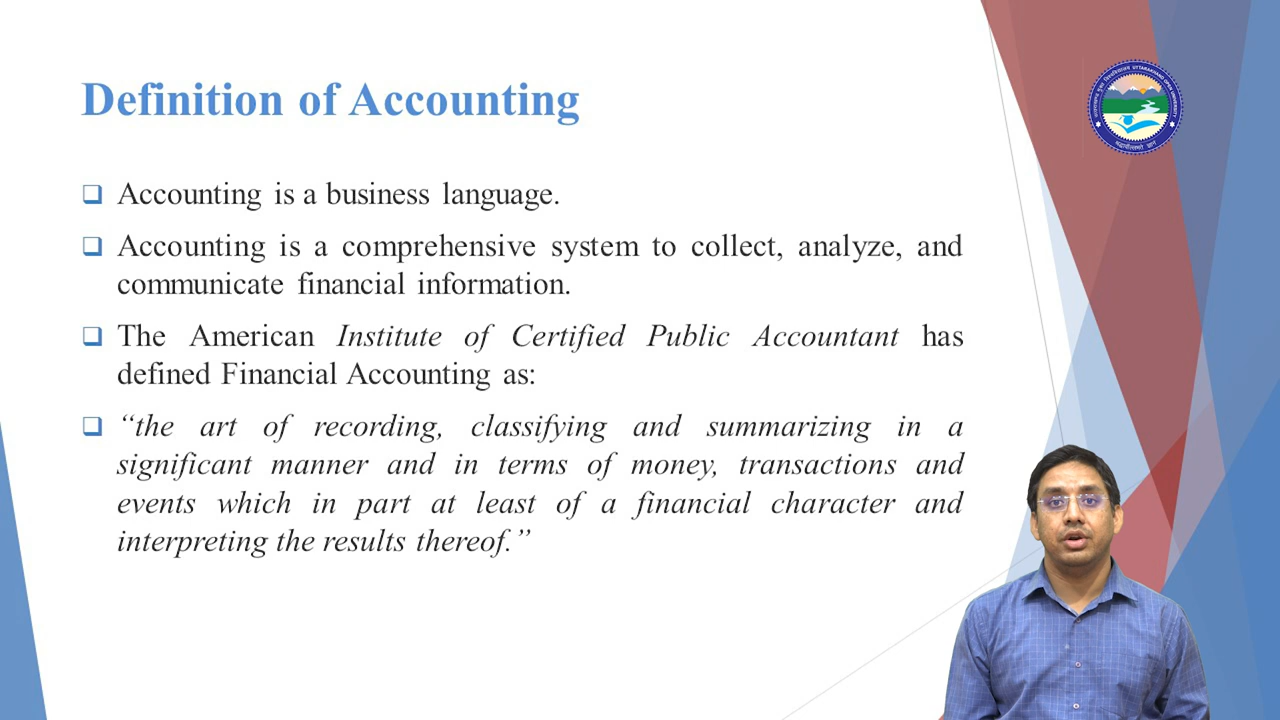 Definition of Accounting
UTTARAKHAND OPEN UNIVERSITY
Accounting is a business language.
Accounting is a comprehensive system to collect, analyze, and
communicate financial information.
The American Institute of Certified Public Accountant has
defined Financial Accounting as:
“the art of recording, classifying and summarizing in a
significant manner and in terms of money, transactions and
events which in part at least of a financial character and
interpreting the results thereof.”